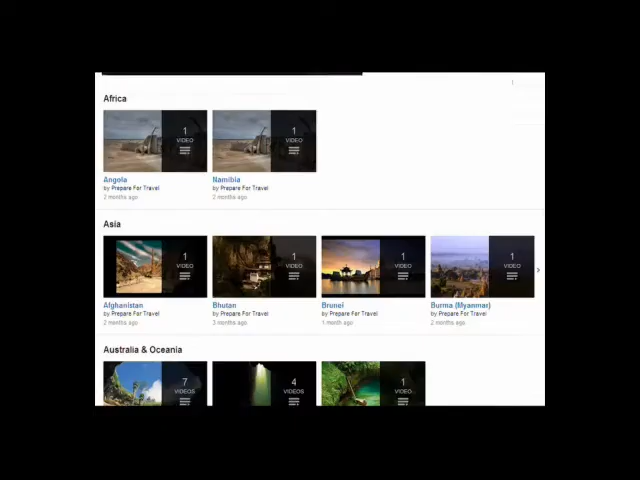 Africa
1
VIDEO
1
VIDEO
Angola
Namibia
by Prepare For Travel
by Prepare For Travel
2 months ago
2 months ago
Asia
1
VIDEO
1
VIDEO
1
VIDEO
1
VIDEO
Afghanistan
Bhutan
Brunei
Burma (Myanmar)
by Prepare For Travel
by Prepare For Travel
by Prepare For Travel
by Prepare For Travel
2 months ago
3 months ago
1 month ago
2 months ago
Australia & Oceania
7
VIDEOS
4
VIDEOS
1
VIDEO